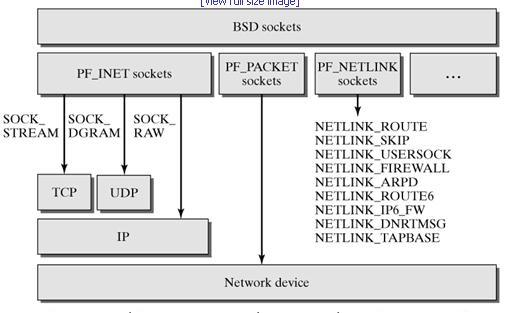 [View full size image]
BSD sockets
PF_INET sockets
PF_PACKET
sockets
PF_NETLINK
sockets
...
SOCK_
STREAM
SOCK_
DGRAM
SOCK_
RAW
NETLINK_ROUTE
NETLINK_SKIP
NETLINK_USERSOCK
NETLINK_FIREWALL
NETLINK_ARPD
NETLINK_ROUTE6
NETLINK_IP6_FW
NETLINK_DNRTMSG
NETLINK_TAPBASE
TCP
UDP
IP
Network device